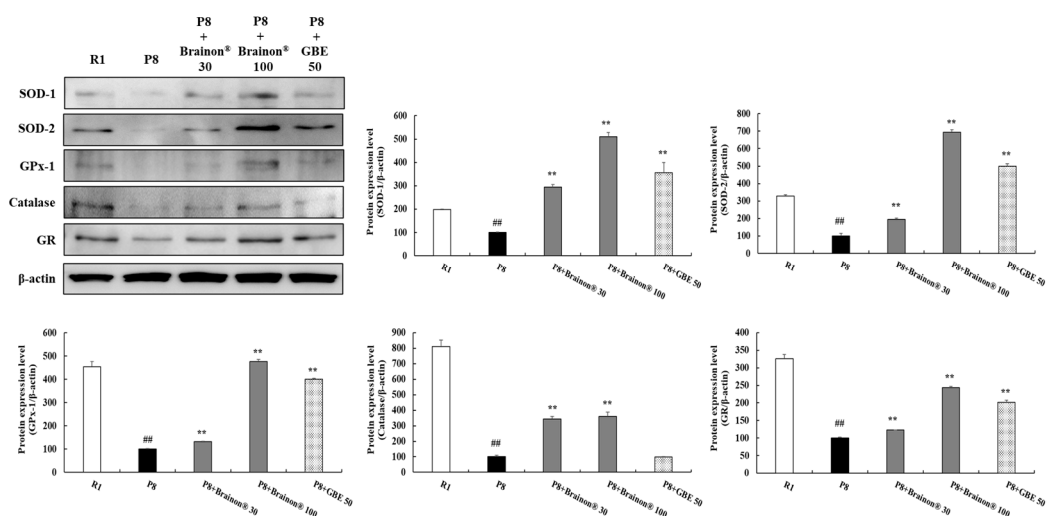 P8 P8 P8
+ + +
Brainon® Brainon® GBE
R1 P8 30 100 50
SOD-1
SOD-2
GPx-1
Catalase
GR
β-actin
Protein expression level
(SOD-1/β-actin)
600
500
400
300
200
100
0
##
**
**
**
R1
P8
P8+Brainon® 30
P8+Brainon® 100
P8+GBE 50
Protein expression level
(SOD-2/β-actin)
800
700
600
500
400
300
200
100
0
##
**
**
**
R1
P8
P8+Brainon® 30
P8+Brainon® 100
P8+GBE 50
Protein expression level
(GPx-1/β-actin)
600
500
400
300
200
100
0
##
**
**
**
R1
P8
P8+Brainon® 30
P8+Brainon® 100
P8+GBE 50
Protein expression level
(Catalase/β-actin)
900
800
700
600
500
400
300
200
100
0
##
**
**
R1
P8
P8+Brainon® 30
P8+Brainon® 100
P8+GBE 50
Protein expression level
(GR/β-actin)
350
300
250
200
150
100
50
0
##
**
**
**
R1
P8
P8+Brainon® 30
P8+Brainon® 100
P8+GBE 50